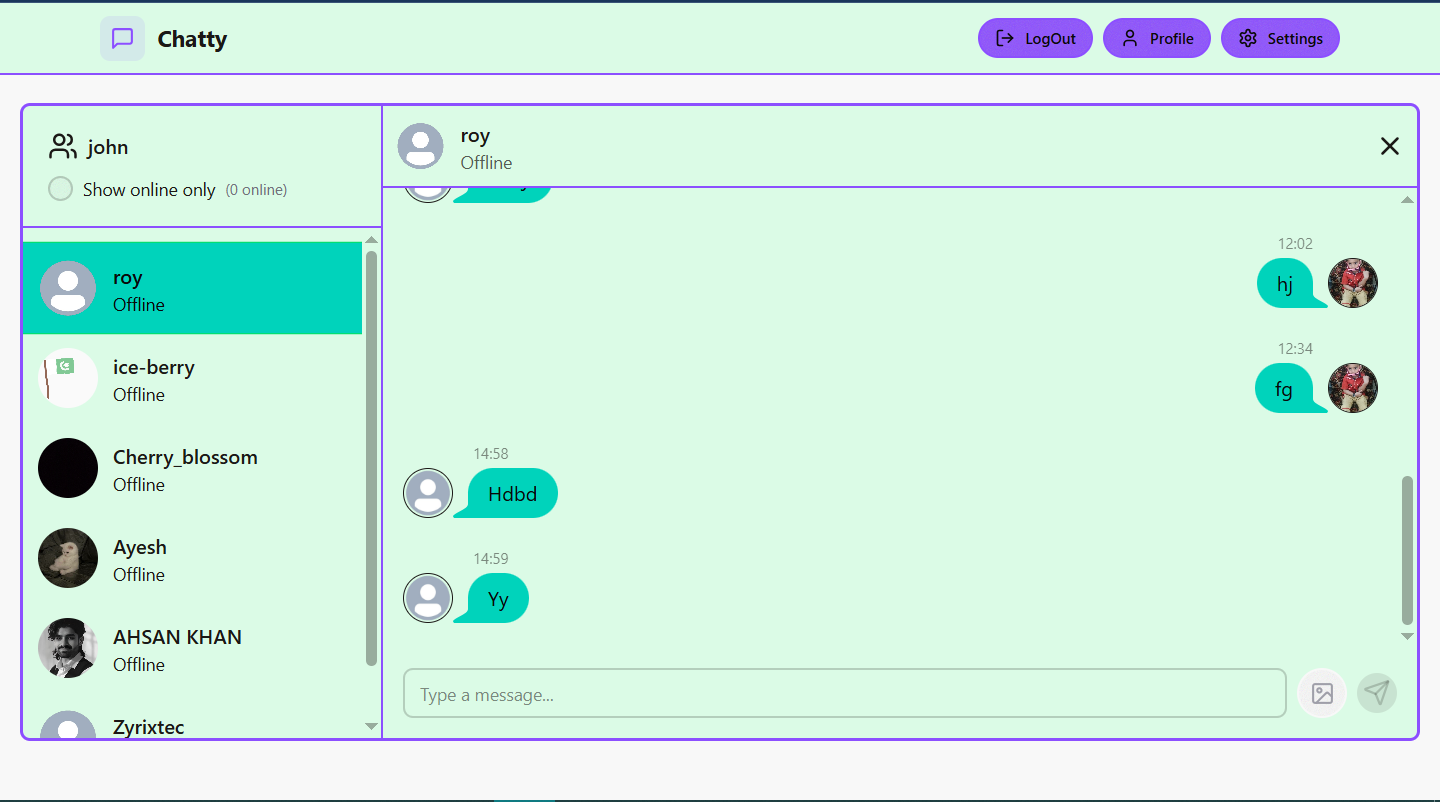 Chatty
LogOut
Profile
Settings
john
Show online only (0 online)
roy
Offline
ice-berry
Offline
Cherry_blossom
Offline
Ayesh
Offline
AHSAN KHAN
Offline
Zyrixtec
roy
Offline
12:02
hj
12:34
fg
14:58
Hdbd
14:59
Yy
Type a message...